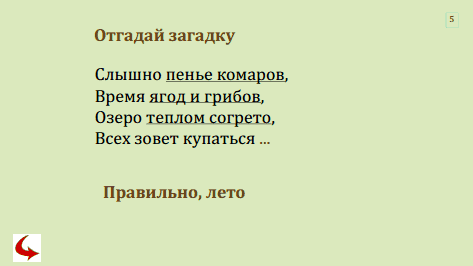 5
Отгадай загадку
Слышно пенье комаров,
Время ягод и грибов,
Озеро теплом согрето,
Всех зовет купаться ...
Правильно, лето